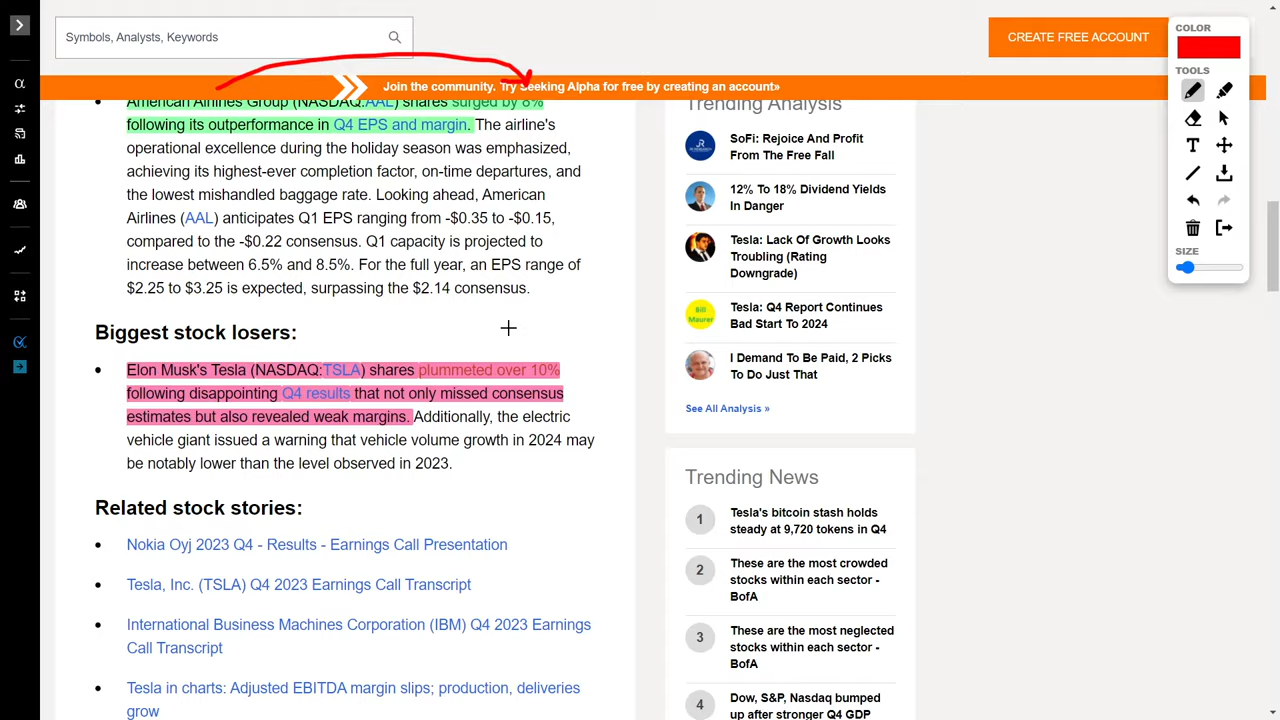 Symbols, Analysts, Keywords
CREATE FREE ACCOUNT
Join the community. Try Seeking Alpha for free by creating an account»
American Airlines Group (NASDAQ:AAL) shares surged by 8%
following its outperformance in Q4 EPS and margin. The airline's
operational excellence during the holiday season was emphasized,
achieving its highest-ever completion factor, on-time departures, and
the lowest mishandled baggage rate. Looking ahead, American
Airlines (AAL) anticipates Q1 EPS ranging from -$0.35 to -$0.15,
compared to the -$0.22 consensus. Q1 capacity is projected to
increase between 6.5% and 8.5%. For the full year, an EPS range of
$2.25 to $3.25 is expected, surpassing the $2.14 consensus.
Biggest stock losers:
Elon Musk's Tesla (NASDAQ:TSLA) shares plummeted over 10%
following disappointing Q4 results that not only missed consensus
estimates but also revealed weak margins. Additionally, the electric
vehicle giant issued a warning that vehicle volume growth in 2024 may
be notably lower than the level observed in 2023.
Related stock stories:
Nokia Oyj 2023 Q4 - Results - Earnings Call Presentation
Tesla, Inc. (TSLA) Q4 2023 Earnings Call Transcript
International Business Machines Corporation (IBM) Q4 2023 Earnings
Call Transcript
Tesla in charts: Adjusted EBITDA margin slips; production, deliveries
grow
Trending Analysis
SoFi: Rejoice And Profit
From The Free Fall
12% To 18% Dividend Yields
In Danger
Tesla: Lack Of Growth Looks
Troubling (Rating
Downgrade)
Bill
Maurer
Tesla: Q4 Report Continues
Bad Start To 2024
I Demand To Be Paid, 2 Picks
To Do Just That
See All Analysis »
Trending News
1
Tesla's bitcoin stash holds
steady at 9,720 tokens in Q4
2
These are the most crowded
stocks within each sector -
BofA
3
These are the most neglected
stocks within each sector -
BofA
4
Dow, S&P, Nasdaq bumped
up after stronger Q4 GDP
COLOR
TOOLS
SIZE